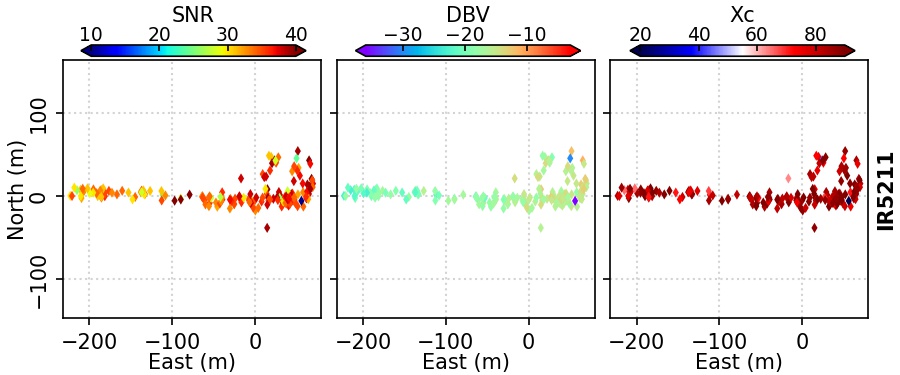 SNR DBV Xc
10 20 30 40 −30 −20 −10 20 40 60 80
100
0
−100
North (m)
IR5211
−200 −100 0 −200 −100 0 −200 −100 0
East (m) East (m) East (m)